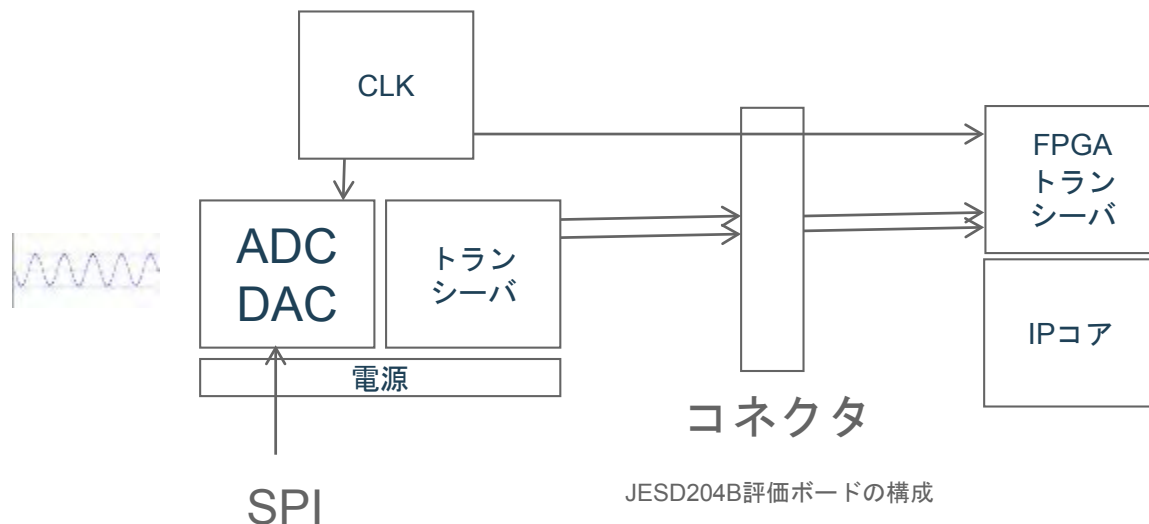 CLK
FPGA
トラン
シーバ
ADC
DAC
トラン
シーバ
IPコア
電源
コネクタ
SPI
JESD204B評価ボードの構成